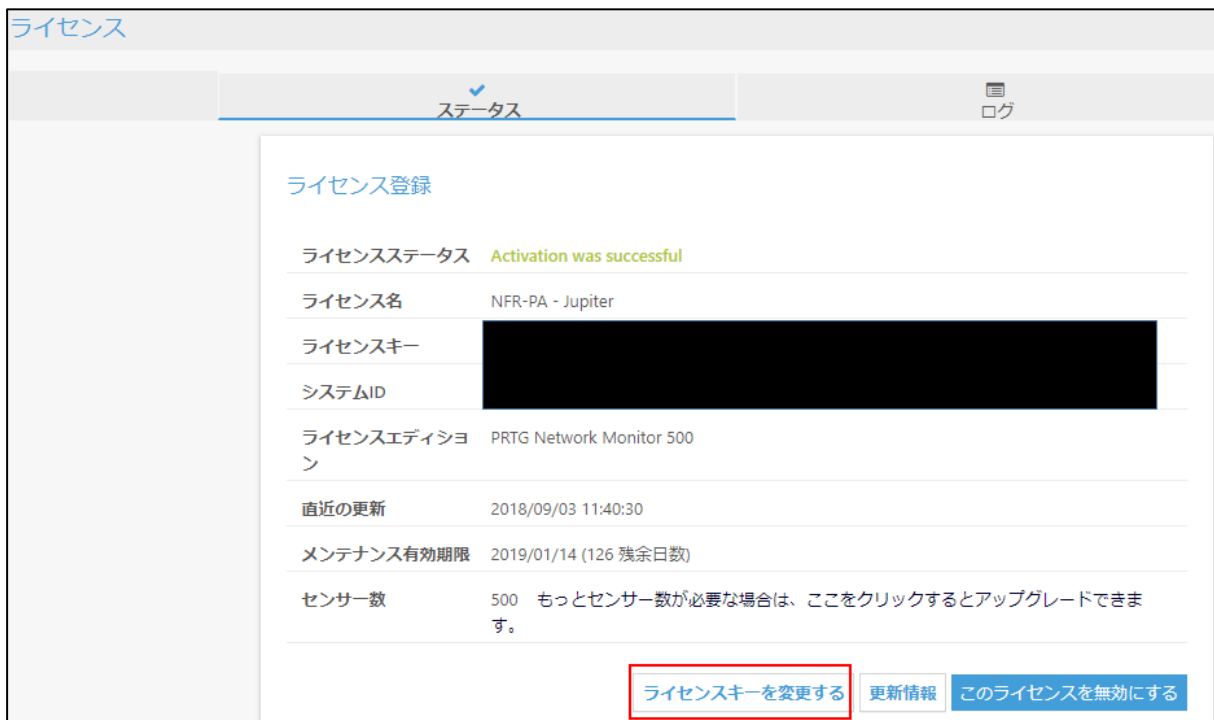 ライセンス
ステータス
ログ
ライセンス登録
ライセンスステータス Activation was successful
ライセンス名 NFR-PA - Jupiter
ライセンスキー
システムID
ライセンスエディショ PRTG Network Monitor 500
ン
直近の更新 2018/09/03 11:40:30
メンテナンス有効期限 2019/01/14 (126 残余日数)
センサー数 500 もっとセンサー数が必要な場合は、ここをクリックするとアップグレードできま
す。
ライセンスキーを変更する 更新情報 このライセンスを無効にする